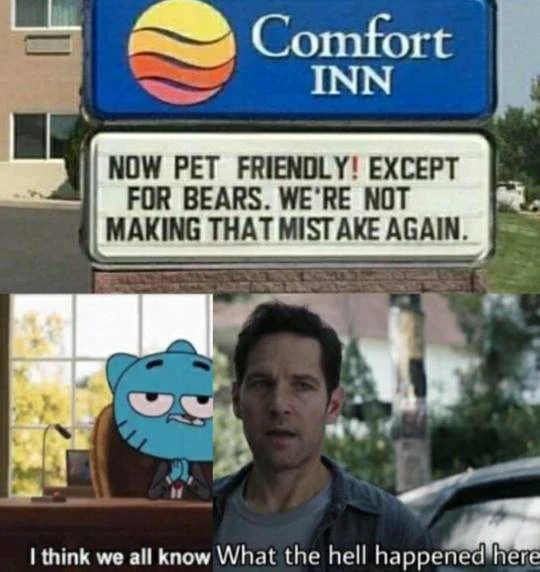 Comfort
INN
NOW PET FRIENDLY! EXCEPT
FOR BEARS. WE'RE NOT
MAKING THAT MISTAKE AGAIN.
I think we all know What the hell happened here